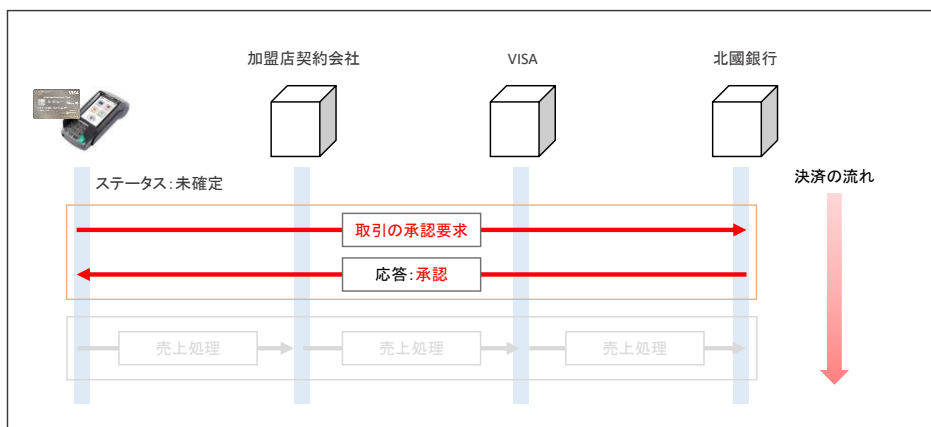 加盟店契約会社
VISA
北國銀行
VISA
ステータス：未確定
決済の流れ
取引の承認要求
応答：承認
売上処理
売上処理
売上処理